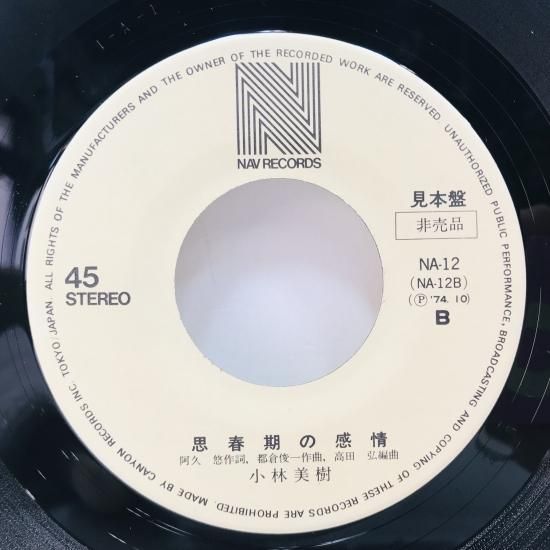 ALL RIGHTS OF THE MANUFACTURERS AND THE OWNER OF THE RECORDED WORK ARE RESERVED. UNAUTHORIZED PUBLIC PERFORMANCE, BROADCASTING AND COPYING OF THESE RECORDS ARE PROHIBITED. MADE BY CANYON RECORDS INC. TOKYO/JAPAN.
1-A-1
N
NAV RECORDS
見本盤
非売品
45
STEREO
NA-12
(NA-12B)
(Ⓟ '74. 10)
B
思春期の感情
阿久 悠作詞、都倉俊一作曲、高田 弘編曲
小林美樹